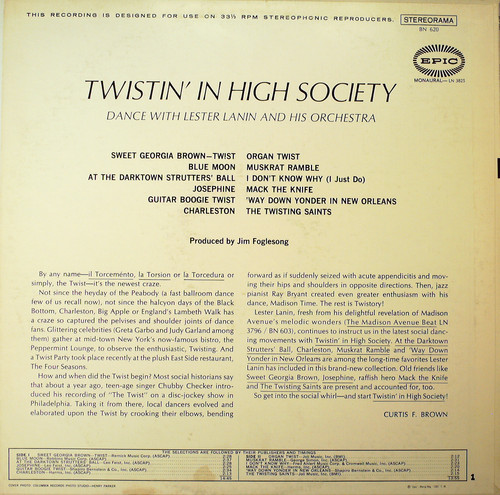 THIS RECORDING IS DESIGNED FOR USE ON 33⅓ RPM STEREOPHONIC REPRODUCERS.
STEREORAMA
BN 620
EPIC
MONAURAL—LN 3825
TWISTIN' IN HIGH SOCIETY
DANCE WITH LESTER LANIN AND HIS ORCHESTRA
SWEET GEORGIA BROWN—TWIST
BLUE MOON
AT THE DARKTOWN STRUTTERS' BALL
JOSEPHINE
GUITAR BOOGIE TWIST
CHARLESTON
ORGAN TWIST
MUSKRAT RAMBLE
I DON'T KNOW WHY (I Just Do)
MACK THE KNIFE
'WAY DOWN YONDER IN NEW ORLEANS
THE TWISTING SAINTS
Produced by Jim Foglesong
By any name—il Torceménto, la Torsion or la Torcedura or
simply, the Twist—it's the newest craze.
Not since the heyday of the Peabody (a fast ballroom dance
few of us recall now), not since the halcyon days of the Black
Bottom, Charleston, Big Apple or England's Lambeth Walk has
a craze so captured the pelvises and shoulder joints of dance
fans. Glittering celebrities (Greta Garbo and Judy Garland among
them) gather at mid-town New York's now-famous bistro, the
Peppermint Lounge, to observe the enthusiastic, Twisting. And
a Twist Party took place recently at the plush East Side restaurant,
The Four Seasons.
How and when did the Twist begin? Most social historians say
that about a year ago, teen-age singer Chubby Checker intro-
duced his recording of "The Twist" on a disc-jockey show in
Philadelphia. Taking it from there, local dancers evolved and
elaborated upon the Twist by crooking their elbows, bending
forward as if suddenly seized with acute appendicitis and mov-
ing their hips and shoulders in opposite directions. Then, jazz
pianist Ray Bryant created even greater enthusiasm with his
dance, Madison Time. The rest is Twistory!
Lester Lanin, fresh from his delightful revelation of Madison
Avenue's melodic wonders (The Madison Avenue Beat LN
3796 / BN 603), continues to instruct us in the latest social danc-
ing movements with Twistin' in High Society. At the Darktown
Strutters' Ball, Charleston, Muskrat Ramble and 'Way Down
Yonder in New Orleans are among the long-time favorites Lester
Lanin has included in this brand-new collection. Old friends like
Sweet Georgia Brown, Josephine, raffish hero Mack the Knife
and The Twisting Saints are present and accounted for, too.
So get into the social whirl—and start Twistin' in High Society!
CURTIS F. BROWN
THE SELECTIONS ARE FOLLOWED BY THEIR PUBLISHERS AND TIMINGS
1